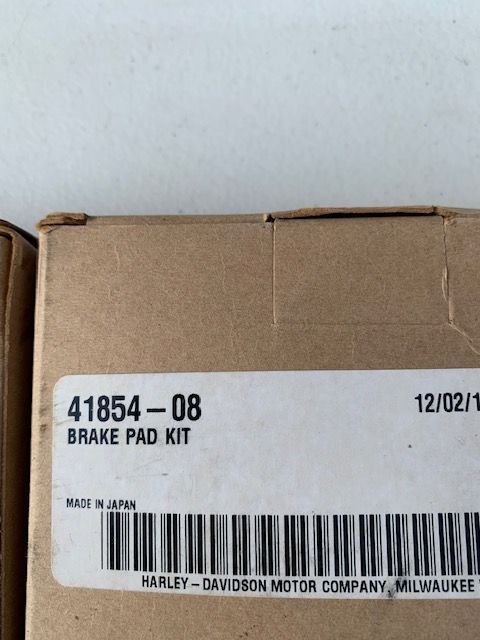 41854-08 12/02/1
BRAKE PAD KIT
MADE IN JAPAN
HARLEY-DAVIDSON MOTOR COMPANY, MILWAUKEE